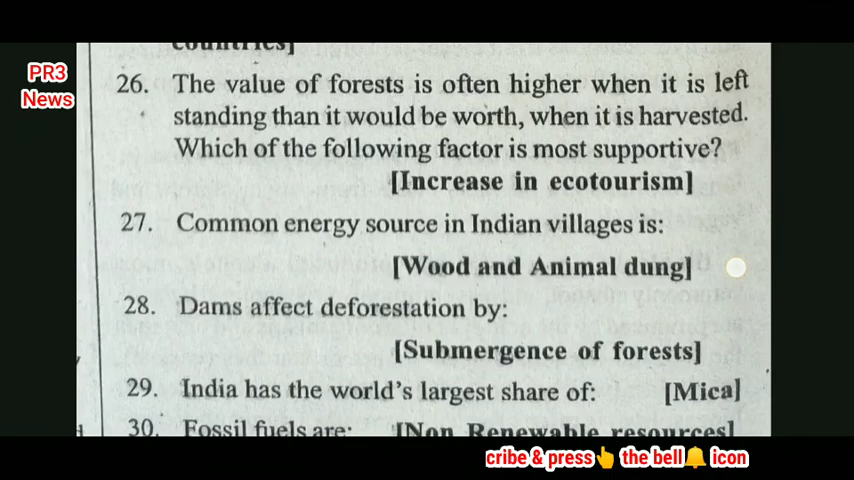 countries]
PR3
News
26. The value of forests is often higher when it is left
standing than it would be worth, when it is harvested.
Which of the following factor is most supportive?
[Increase in ecotourism]
27. Common energy source in Indian villages is:
[Wood and Animal dung]
28. Dams affect deforestation by:
[Submergence of forests]
29. India has the world's largest share of: [Mica]
30. Fossil fuels are: [Non Renewable resources]
cribe & press👆 the bell🔔 icon